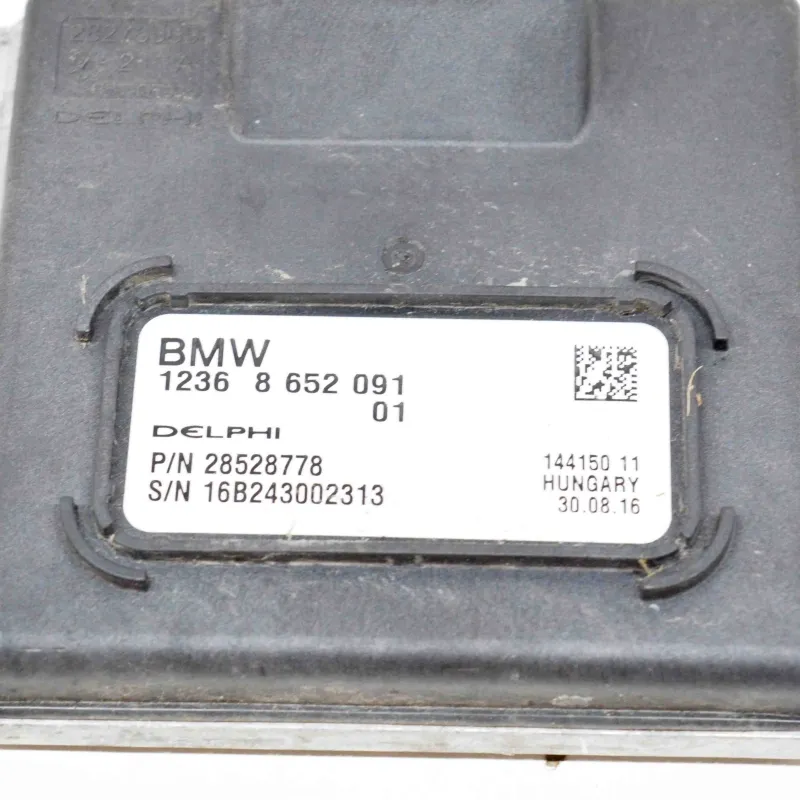 DELPHI
BMW
1236 8 652 091
01
DELPHI
P/N 28528778
S/N 16B243002313
144150 11
HUNGARY
30.08.16